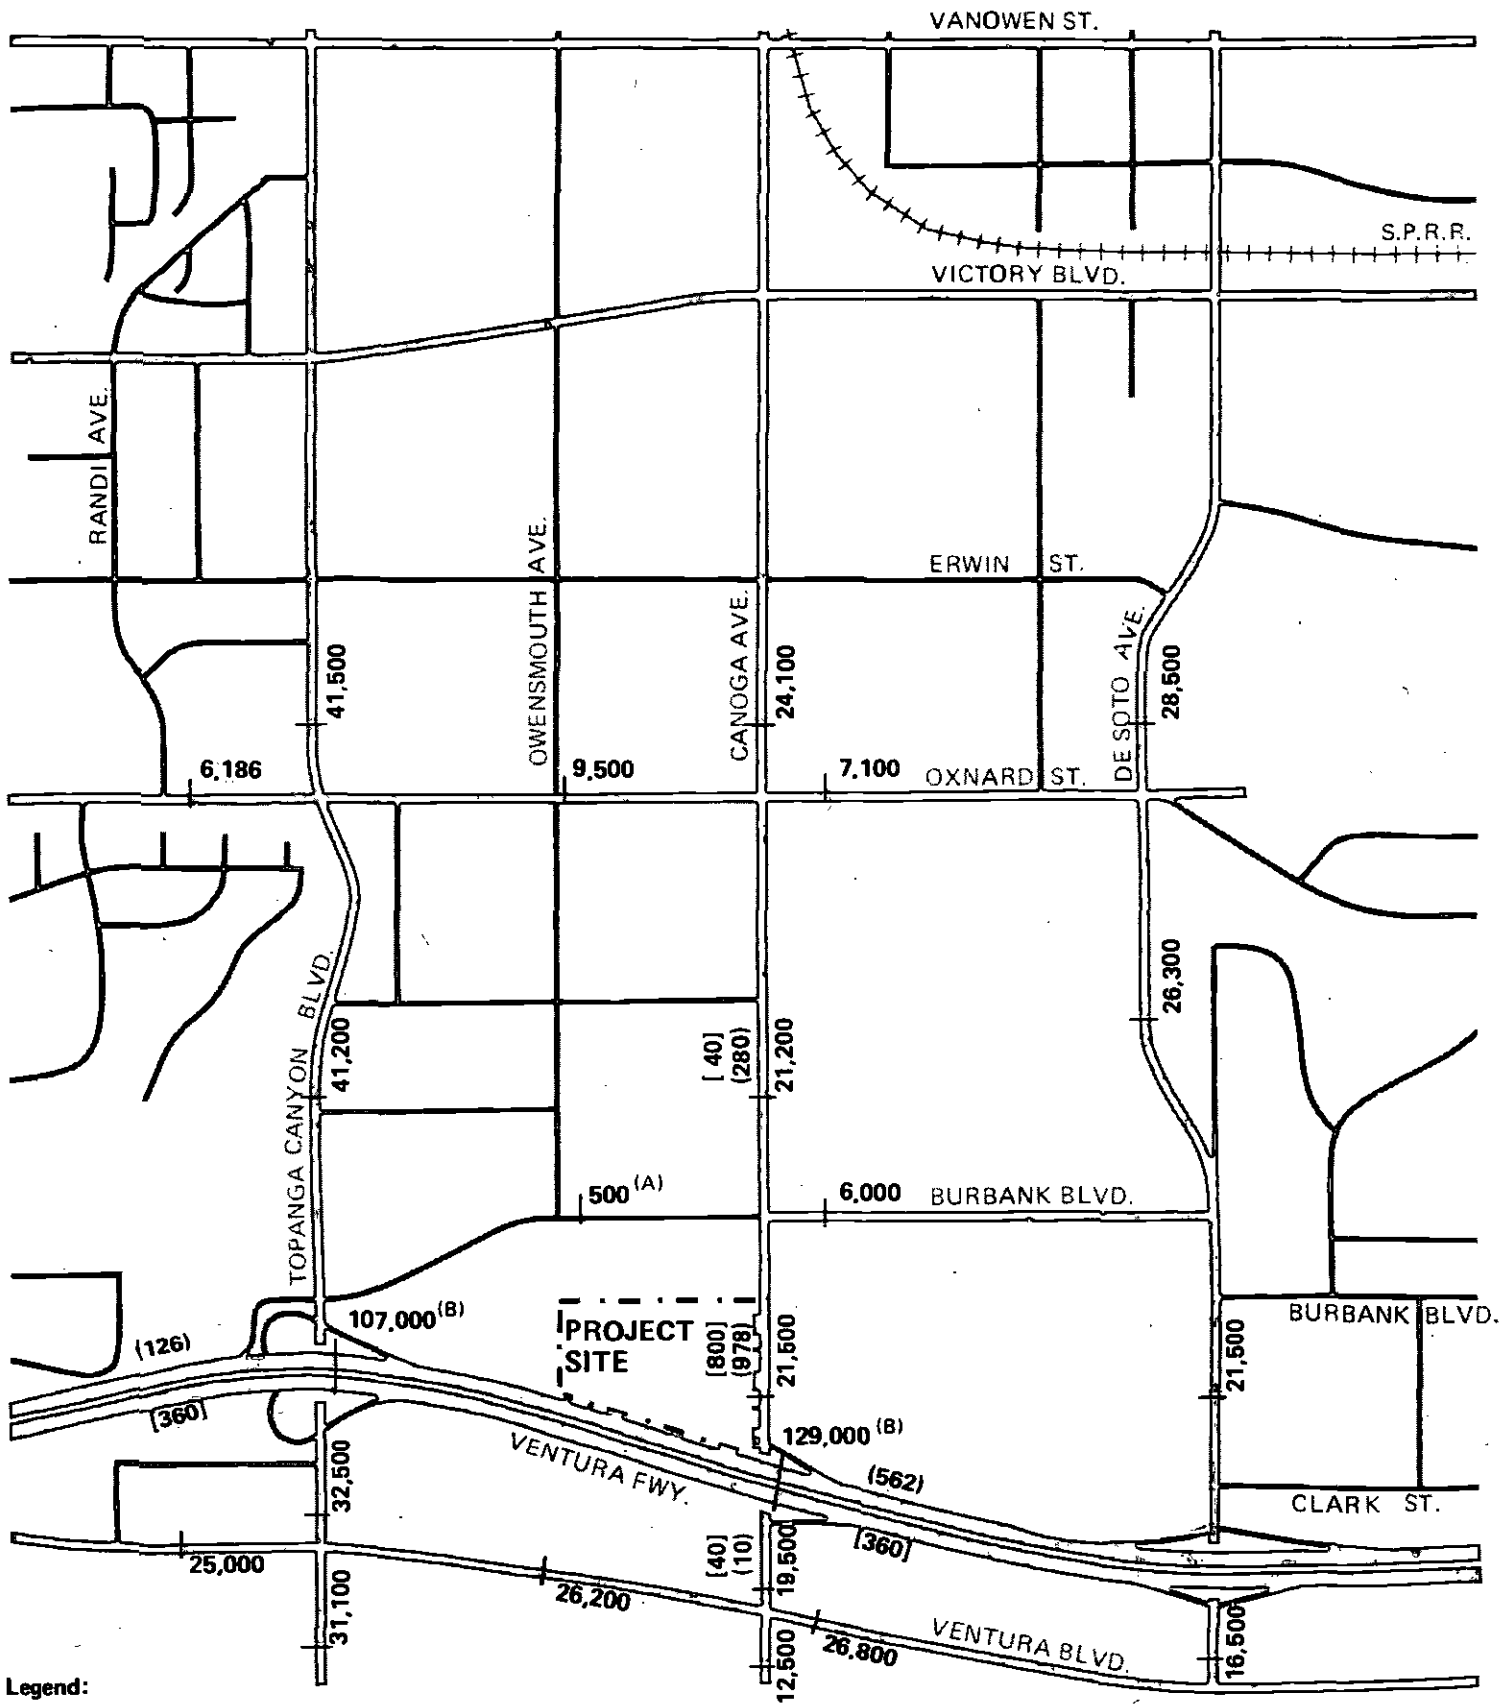 VANOWEN ST.
S.P.R.R.
VICTORY BLVD.
RANDI AVE.
OWENSMOUTH AVE.
ERWIN ST.
CANOGA AVE.
DE SOTO AVE.
41,500
24,100
28,500
6,186
9,500
7,100
OXNARD ST.
26,300
TOPANGA CANYON BLVD.
41,200
[40]
(280)
21,200
500 (A)
6,000
BURBANK BLVD.
107,000 (B)
PROJECT
SITE
[800]
(978)
21,500
21,500
BURBANK BLVD.
(126)
[360]
129,000 (B)
VENTURA FWY.
(562)
CLARK ST.
32,500
[360]
[40]
(10)
19,500
25,000
26,200
31,100
26,800
VENTURA BLVD.
16,500
12,500
Legend: